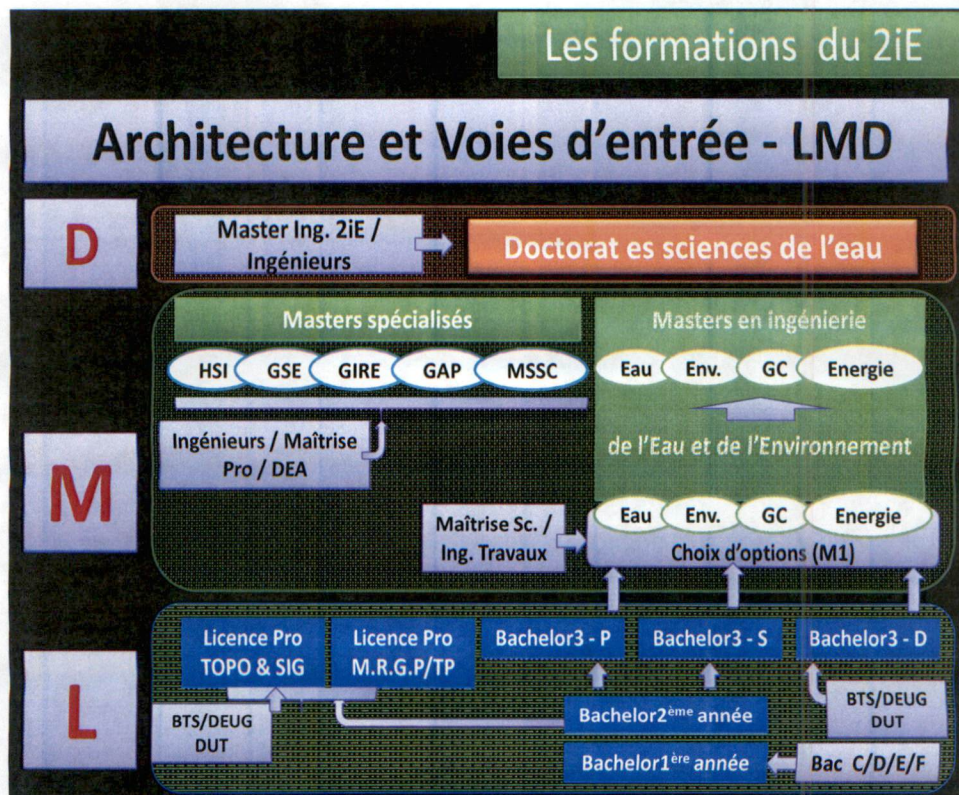 Les formations du 2iE
Architecture et Voies d'entrée - LMD
D
Master Ing. 2iE /
Ingénieurs
Doctorat es sciences de l'eau
Masters spécialisés
Masters en ingénierie
HSI
GSE
GIRE
GAP
MSSC
Eau
Env.
GC
Energie
M
Ingénieurs / Maîtrise
Pro / DEA
de l'Eau et de l'Environnement
Maîtrise Sc. /
Ing. Travaux
Eau
Env.
GC
Energie
Choix d'options (M1)
L
Licence Pro
TOPO & SIG
Licence Pro
M.R.G.P/TP
Bachelor3 - P
Bachelor3 - S
Bachelor3 - D
BTS/DEUG
DUT
Bachelor2ème année
BTS/DEUG
DUT
Bachelor1ère année
Bac C/D/E/F